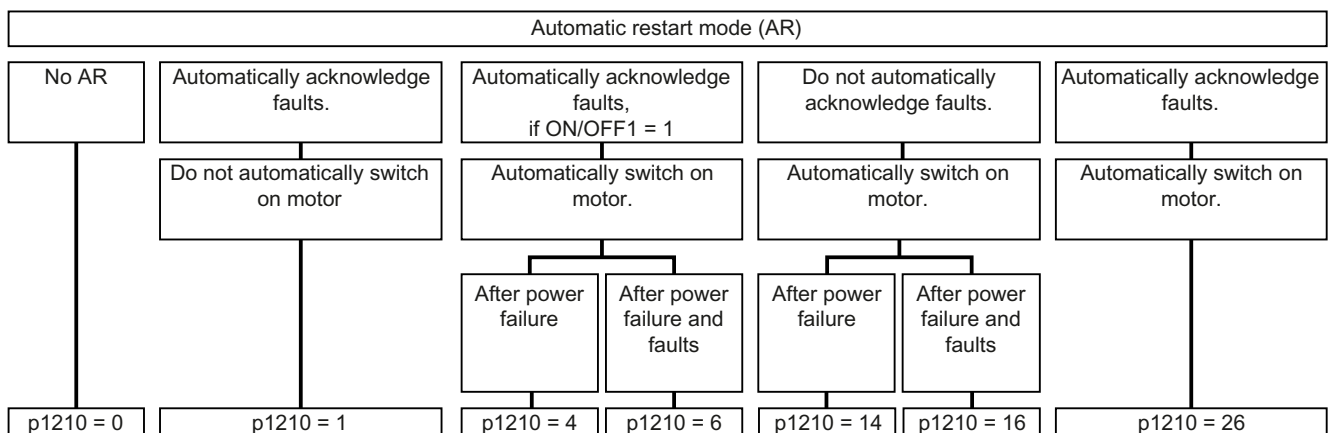 Automatic restart mode (AR)
No AR
Automatically acknowledge
faults.
Automatically acknowledge
faults,
if ON/OFF1 = 1
Do not automatically
acknowledge faults.
Automatically acknowledge
faults.
Do not automatically switch
on motor
Automatically switch on
motor.
Automatically switch on
motor.
Automatically switch on
motor.
After power
failure
After power
failure and
faults
After power
failure
After power
failure and
faults
p1210 = 0
p1210 = 1
p1210 = 4
p1210 = 6
p1210 = 14
p1210 = 16
p1210 = 26